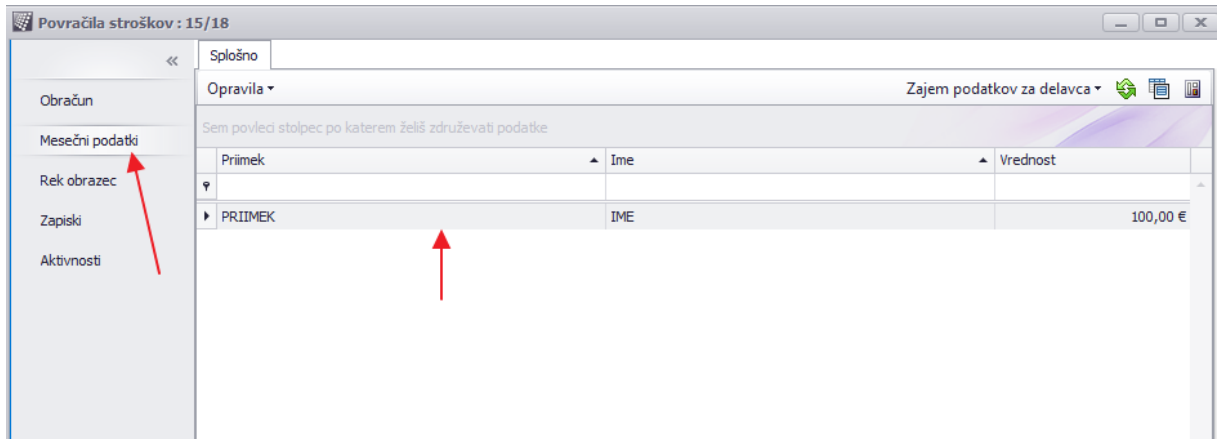 Povračila stroškov : 15/18
«
Splošno
Opravila
Zajem podatkov za delavca
Obračun
Mesečni podatki
Rek obrazec
Zapiski
Aktivnosti
Sem povleci stolpec po katerem želiš združevati podatke
Priimek Ime Vrednost
PRIIMEK IME 100,00 €